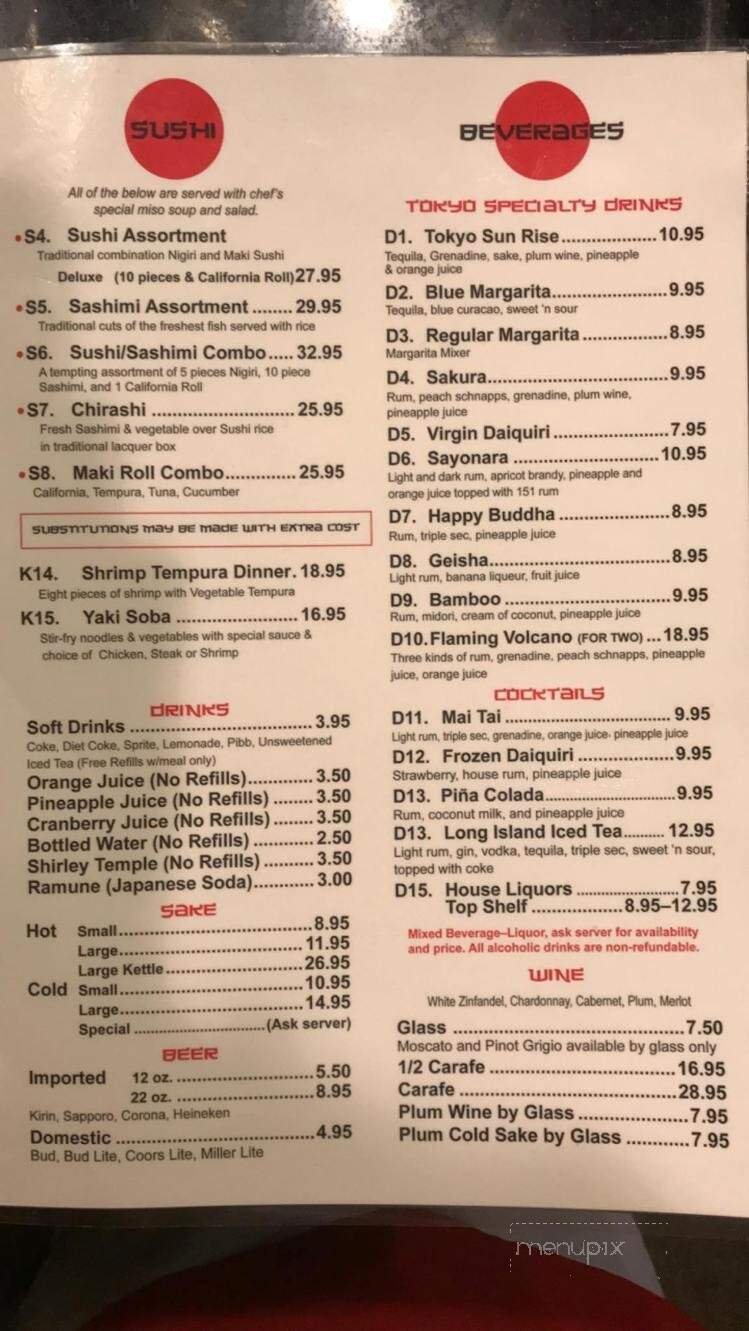 SUSHI
All of the below are served with chef's
special miso soup and salad.
•S4. Sushi Assortment
Traditional combination Nigiri and Maki Sushi
Deluxe (10 pieces & California Roll)27.95
•S5. Sashimi Assortment ........ 29.95
Traditional cuts of the freshest fish served with rice
•S6. Sushi/Sashimi Combo..... 32.95
A tempting assortment of 5 pieces Nigiri, 10 piece
Sashimi, and 1 California Roll
•S7. Chirashi ........................... 25.95
Fresh Sashimi & vegetable over Sushi rice
in traditional lacquer box
•S8. Maki Roll Combo.............. 25.95
California, Tempura, Tuna, Cucumber
SUBSTITUTIONS MAY BE MADE WITH EXTRA COST
K14. Shrimp Tempura Dinner. 18.95
Eight pieces of shrimp with Vegetable Tempura
K15. Yaki Soba ....................... 16.95
Stir-fry noodles & vegetables with special sauce &
choice of Chicken, Steak or Shrimp
DRINKS
Soft Drinks ................................... 3.95
Coke, Diet Coke, Sprite, Lemonade, Pibb, Unsweetened
Iced Tea (Free Refills w/meal only)
Orange Juice (No Refills)............ 3.50
Pineapple Juice (No Refills) ........ 3.50
Cranberry Juice (No Refills) ........ 3.50
Bottled Water (No Refills) ........... 2.50
Shirley Temple (No Refills) ......... 3.50
Ramune (Japanese Soda)........... 3.00
SAKE
Hot Small.....................................8.95
Large...................................11.95
Large Kettle..........................26.95
Cold Small...................................10.95
Large...................................14.95
Special ..........................(Ask server)
BEER
Imported 12 oz. ..........................5.50
22 oz. ..........................8.95
Kirin, Sapporo, Corona, Heineken
Domestic ....................................4.95
Bud, Bud Lite, Coors Lite, Miller Lite
BEVERAGES
TOKYO SPECIALTY DRINKS
D1. Tokyo Sun Rise...................10.95
Tequila, Grenadine, sake, plum wine, pineapple
& orange juice
D2. Blue Margarita.......................9.95
Tequila, blue curacao, sweet 'n sour
D3. Regular Margarita.................8.95
Margarita Mixer
D4. Sakura....................................9.95
Rum, peach schnapps, grenadine, plum wine,
pineapple juice
D5. Virgin Daiquiri.......................7.95
D6. Sayonara .............................10.95
Light and dark rum, apricot brandy, pineapple and
orange juice topped with 151 rum
D7. Happy Buddha ......................8.95
Rum, triple sec, pineapple juice
D8. Geisha....................................8.95
Light rum, banana liqueur, fruit juice
D9. Bamboo .................................9.95
Rum, midori, cream of coconut, pineapple juice
D10.Flaming Volcano (FOR TWO) ...18.95
Three kinds of rum, grenadine, peach schnapps, pineapple
juice, orange juice
COCKTAILS
D11. Mai Tai ................................. 9.95
Light rum, triple sec, grenadine, orange juice, pineapple juice
D12. Frozen Daiquiri ...................9.95
Strawberry, house rum, pineapple juice
D13. Piña Colada..........................9.95
Rum, coconut milk, and pineapple juice
D13. Long Island Iced Tea.......... 12.95
Light rum, gin, vodka, tequila, triple sec, sweet 'n sour,
topped with coke
D15. House Liquors ........................7.95
Top Shelf ..................8.95–12.95
Mixed Beverage–Liquor, ask server for availability
and price. All alcoholic drinks are non-refundable.
WINE
White Zinfandel, Chardonnay, Cabernet, Plum, Merlot
Glass ..........................................7.50
Moscato and Pinot Grigio available by glass only
1/2 Carafe ..................................16.95
Carafe ........................................28.95
Plum Wine by Glass ....................7.95
Plum Cold Sake by Glass ............7.95
menupix